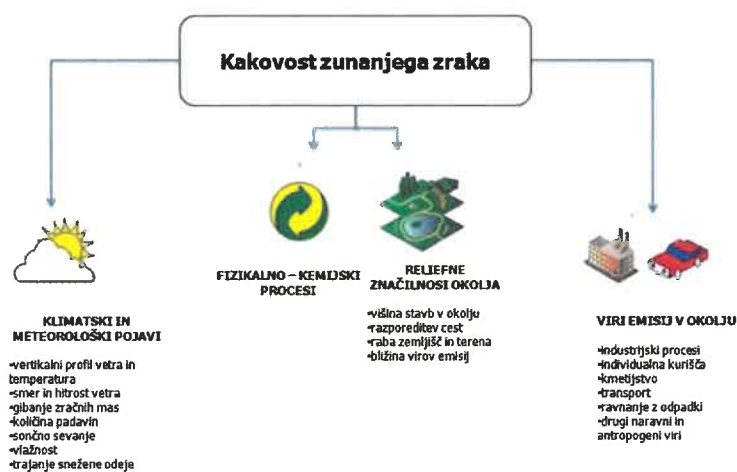 Kakovost zunanjega zraka
KLIMATSKI IN
METEOROLOŠKI POJAVI
•vertikalni profil vetra in
temperatura
•smer in hitrost vetra
•gibanje zračnih mas
•količina padavin
•sončno sevanje
•vlažnost
•trajanje snežene odeje
FIZIKALNO – KEMIJSKI
PROCESI
RELIEFNE
ZNAČILNOSTI OKOLJA
•višina stavb v okolju
•razporeditev cest
•raba zemljišč in terena
•bližina virov emisij
VIRI EMISIJ V OKOLJU
•industrijski procesi
•individualna kurišča
•kmetijstvo
•transport
•ravnanje z odpadki
•drugi naravni in
antropogeni viri